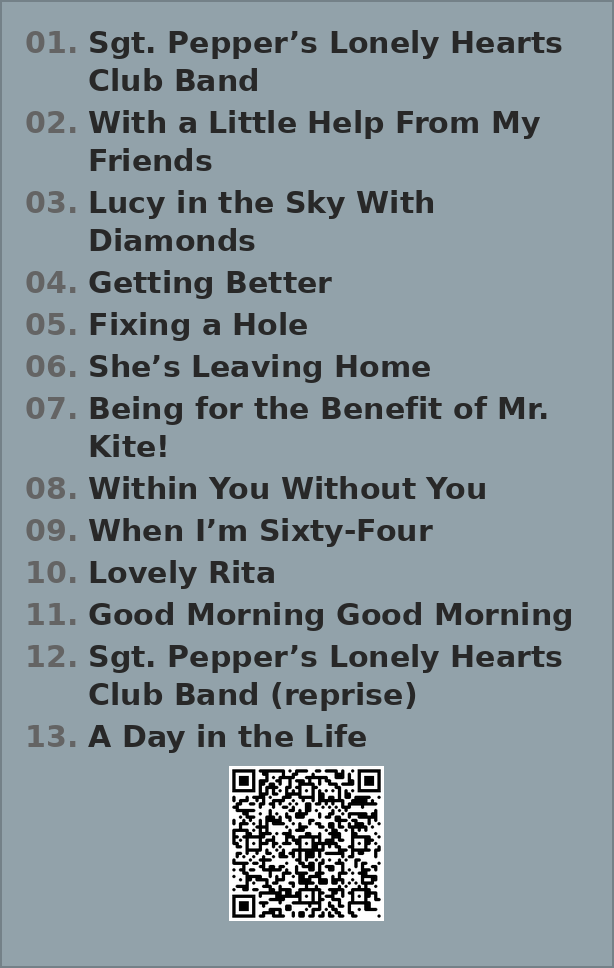 01. Sgt. Pepper’s Lonely Hearts
Club Band
02. With a Little Help From My
Friends
03. Lucy in the Sky With
Diamonds
04. Getting Better
05. Fixing a Hole
06. She’s Leaving Home
07. Being for the Benefit of Mr.
Kite!
08. Within You Without You
09. When I’m Sixty-Four
10. Lovely Rita
11. Good Morning Good Morning
12. Sgt. Pepper’s Lonely Hearts
Club Band (reprise)
13. A Day in the Life